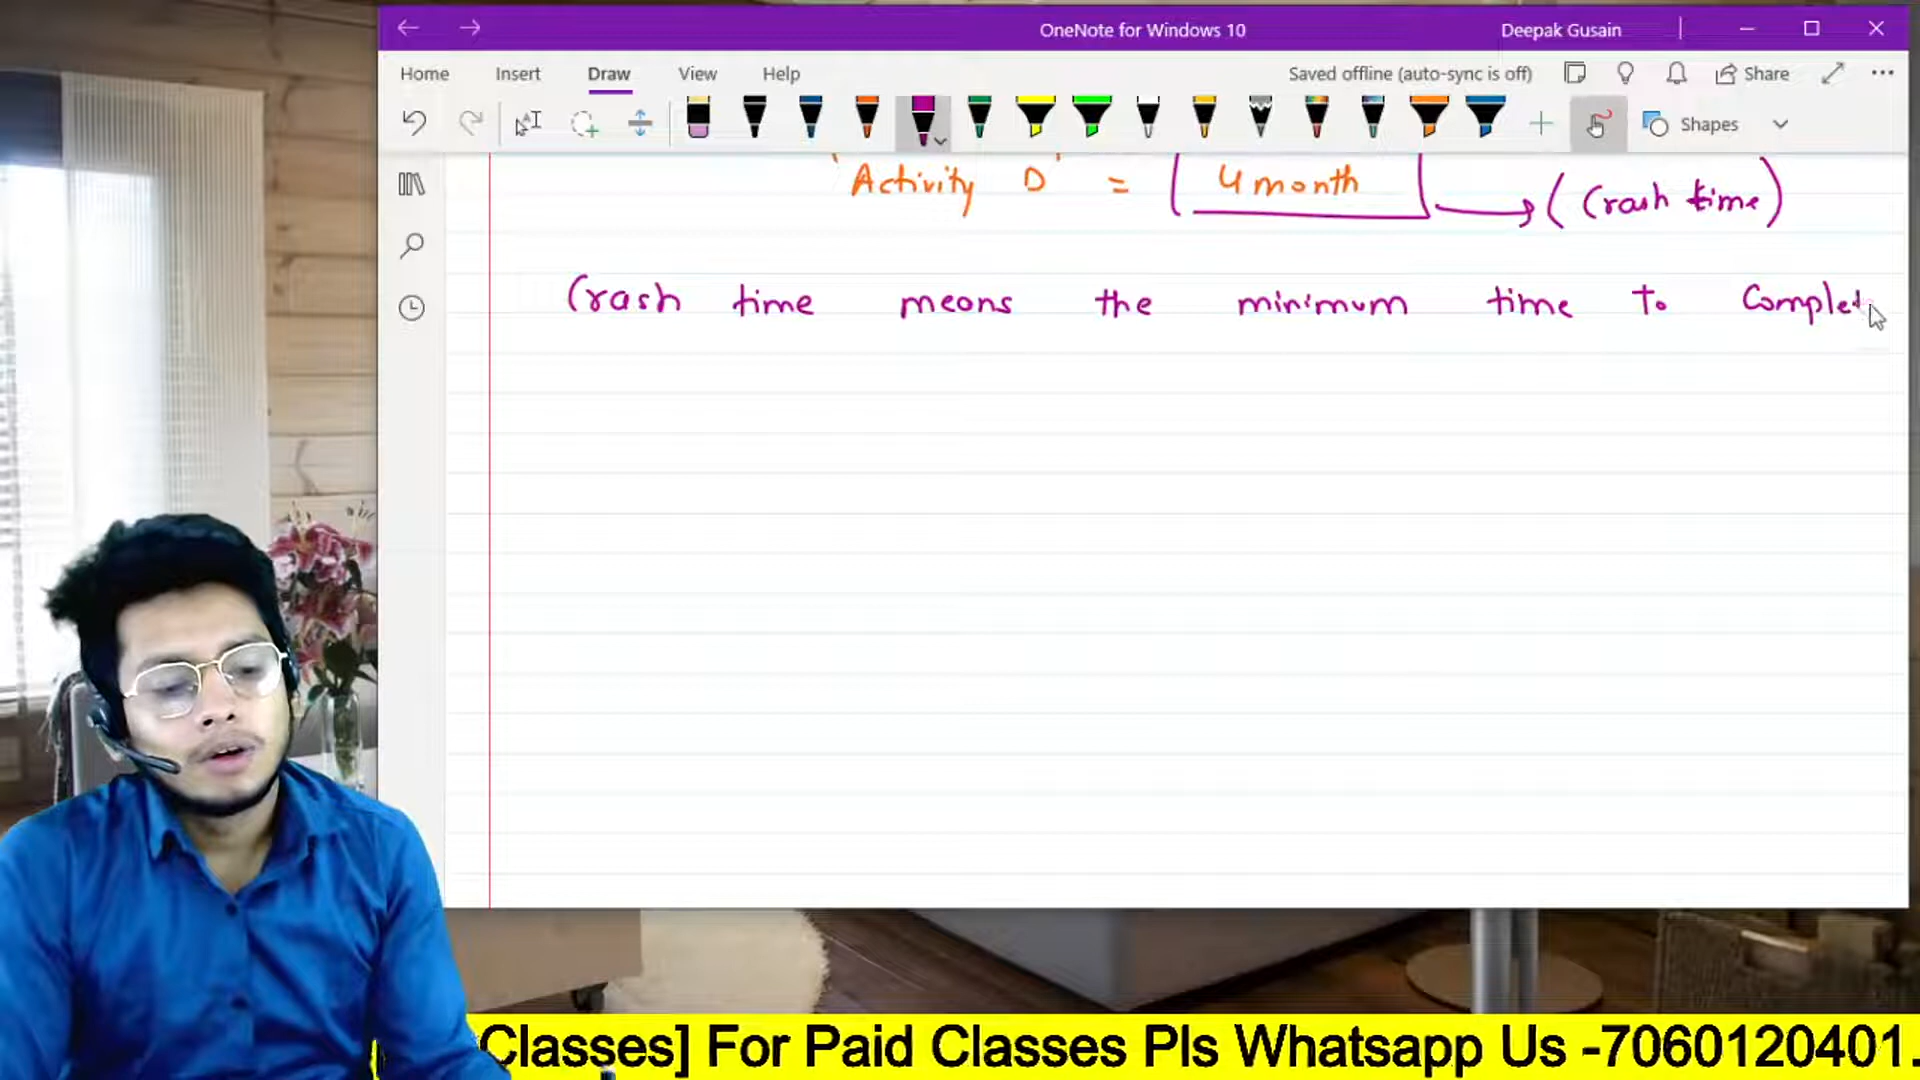 OneNote for Windows 10 Deepak Gusain
Home Insert Draw View Help Saved offline (auto-sync is off) Share
Shapes
'Activity D' = 4 month → (Crash time)
Crash time means the minimum time to Complet
Classes] For Paid Classes Pls Whatsapp Us -7060120401.